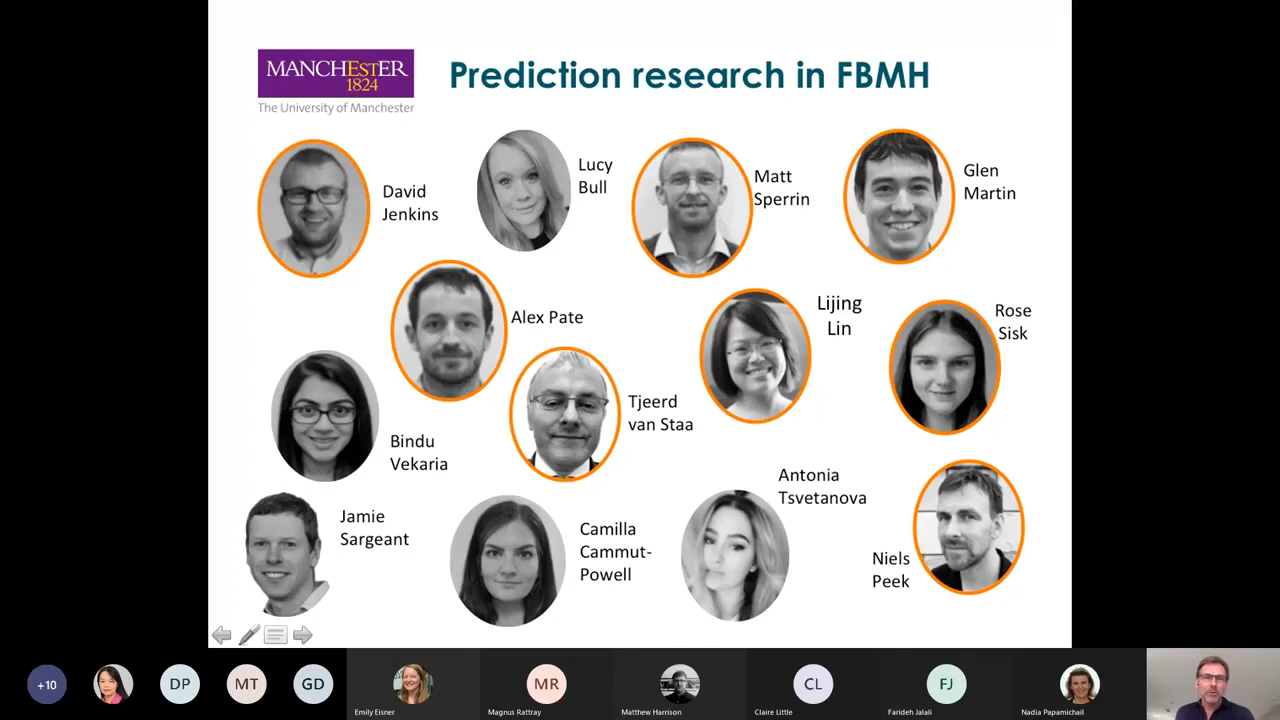 MANCHEStER
1824
The University of Manchester
Prediction research in FBMH
David
Jenkins
Lucy
Bull
Matt
Sperrin
Glen
Martin
Alex Pate
Lijing
Lin
Rose
Sisk
Bindu
Vekaria
Tjeerd
van Staa
Jamie
Sargeant
Camilla
Cammut-
Powell
Antonia
Tsvetanova
Niels
Peek
+10
DP
MT
GD
Emily Eisner
MR
Magnus Rattray
Matthew Harrison
CL
Claire Little
FJ
Farideh Jalali
Nadia Papamichail